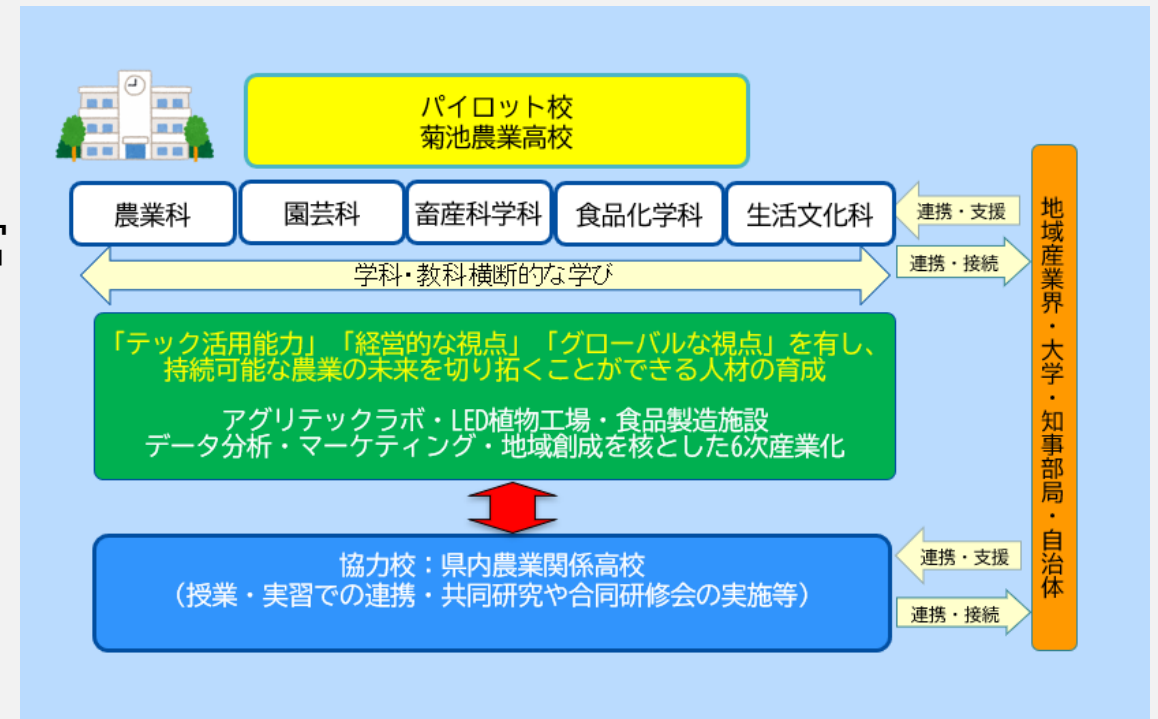 パイロット校
菊池農業高校
農業科
園芸科
畜産科学科
食品化学科
生活文化科
連携・支援
連携・接続
学科・教科横断的な学び
「テック活用能力」「経営的な視点」「グローバルな視点」を有し、
持続可能な農業の未来を切り拓くことができる人材の育成
アグリテックラボ・LED植物工場・食品製造施設
データ分析・マーケティング・地域創成を核とした6次産業化
協力校：県内農業関係高校
（授業・実習での連携・共同研究や合同研修会の実施等）
連携・支援
連携・接続
地域産業界・大学・知事部局・自治体